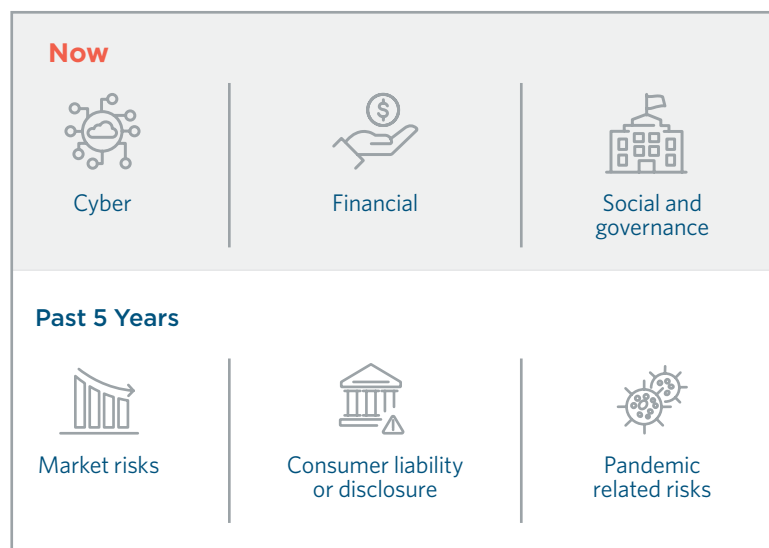 Now
Cyber
Financial
Social and
governance
Past 5 Years
Market risks
Consumer liability
or disclosure
Pandemic
related risks